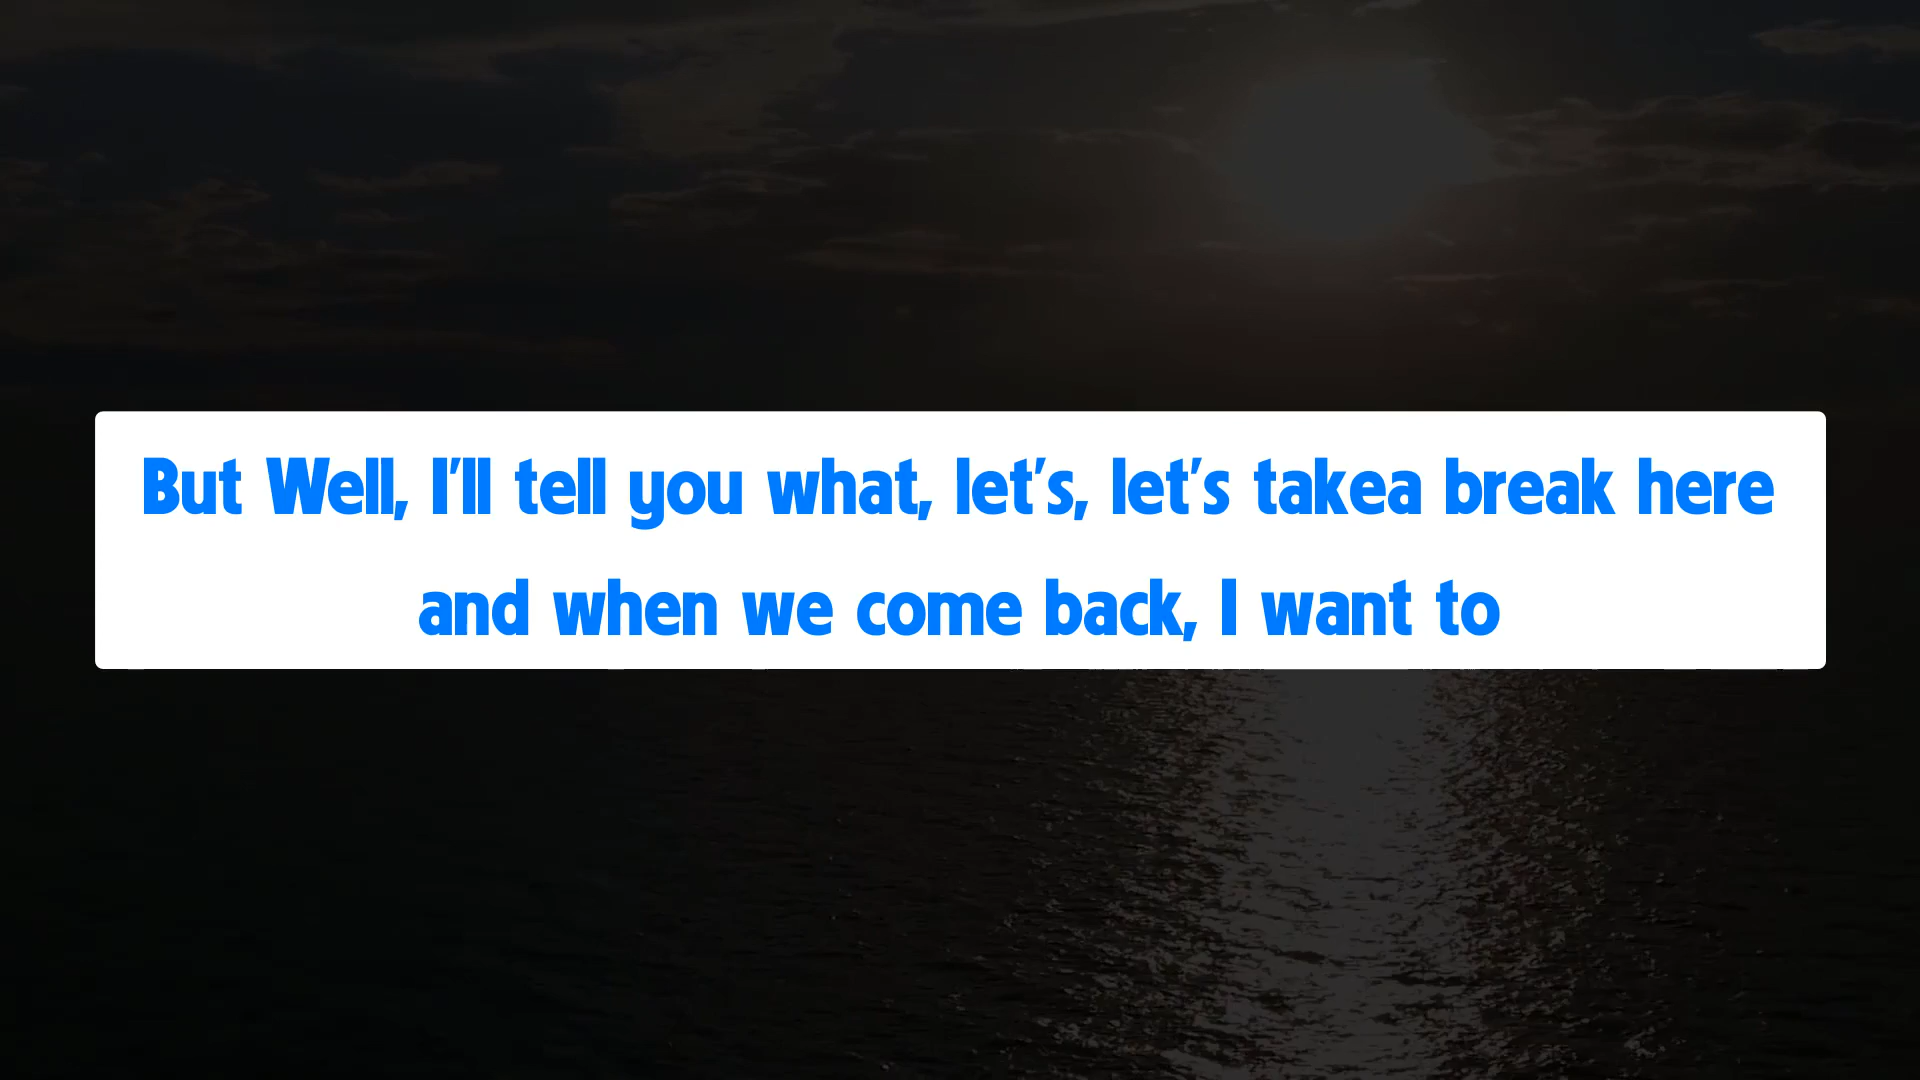 But Well, I'll tell you what, let's, let's takea break here
and when we come back, I want to